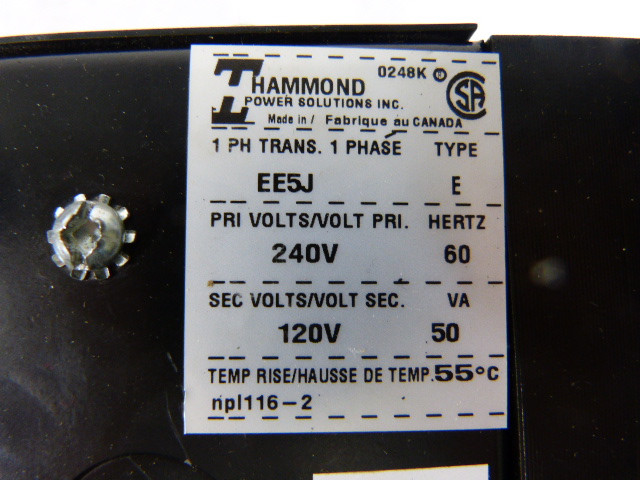 HAMMOND 0248K
POWER SOLUTIONS INC. CSA
Made in / Fabrique au CANADA
1 PH TRANS. 1 PHASE TYPE
EE5J E
PRI VOLTS/VOLT PRI. HERTZ
240V 60
SEC VOLTS/VOLT SEC. VA
120V 50
TEMP RISE/HAUSSE DE TEMP. 55°C
npl116-2